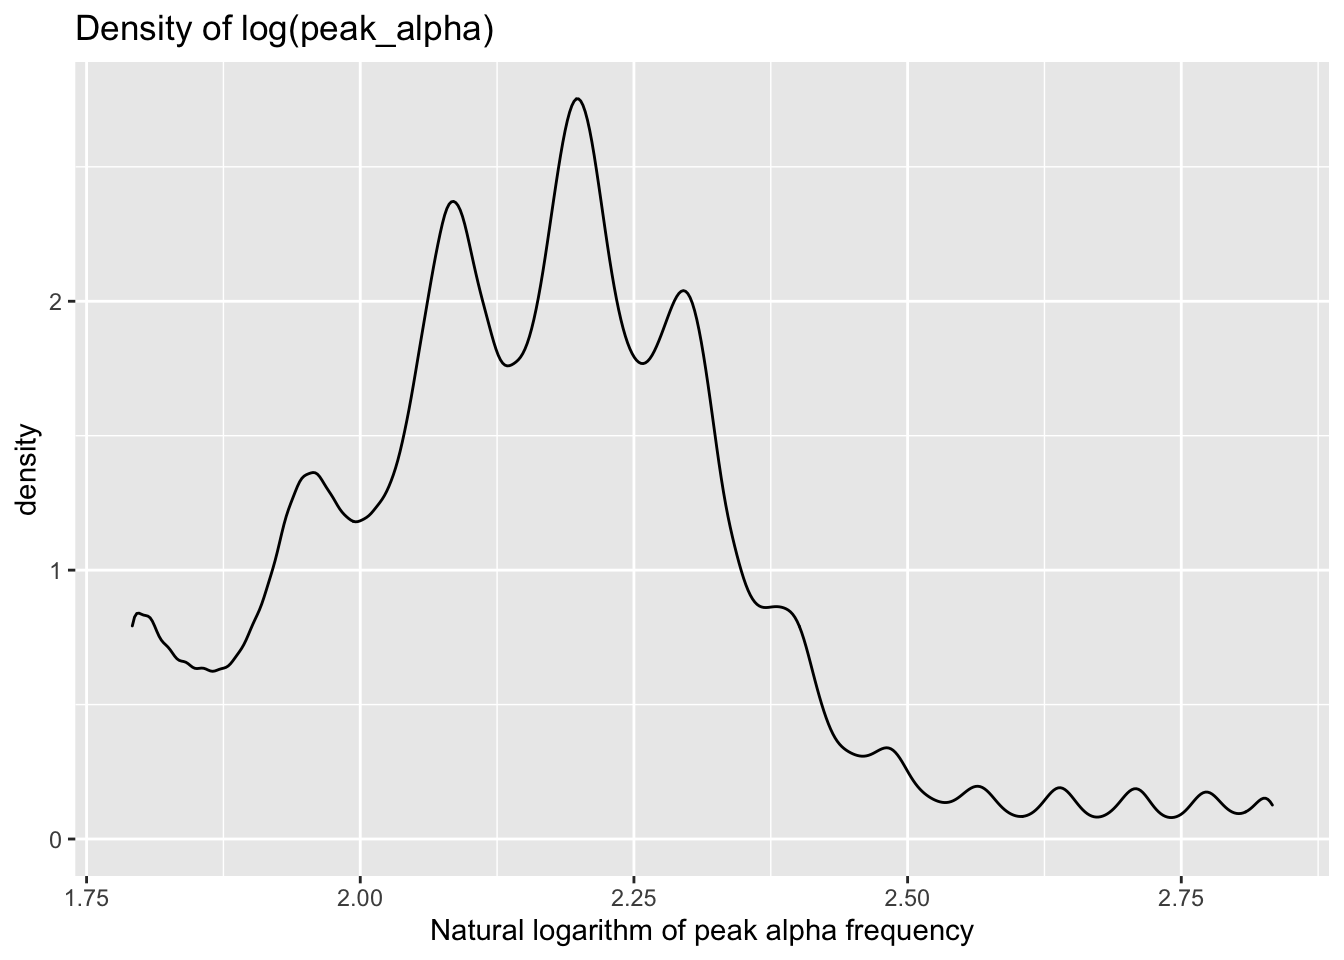 Density of log(peak_alpha)
2
1
0
density
1.75 2.00 2.25 2.50 2.75
Natural logarithm of peak alpha frequency